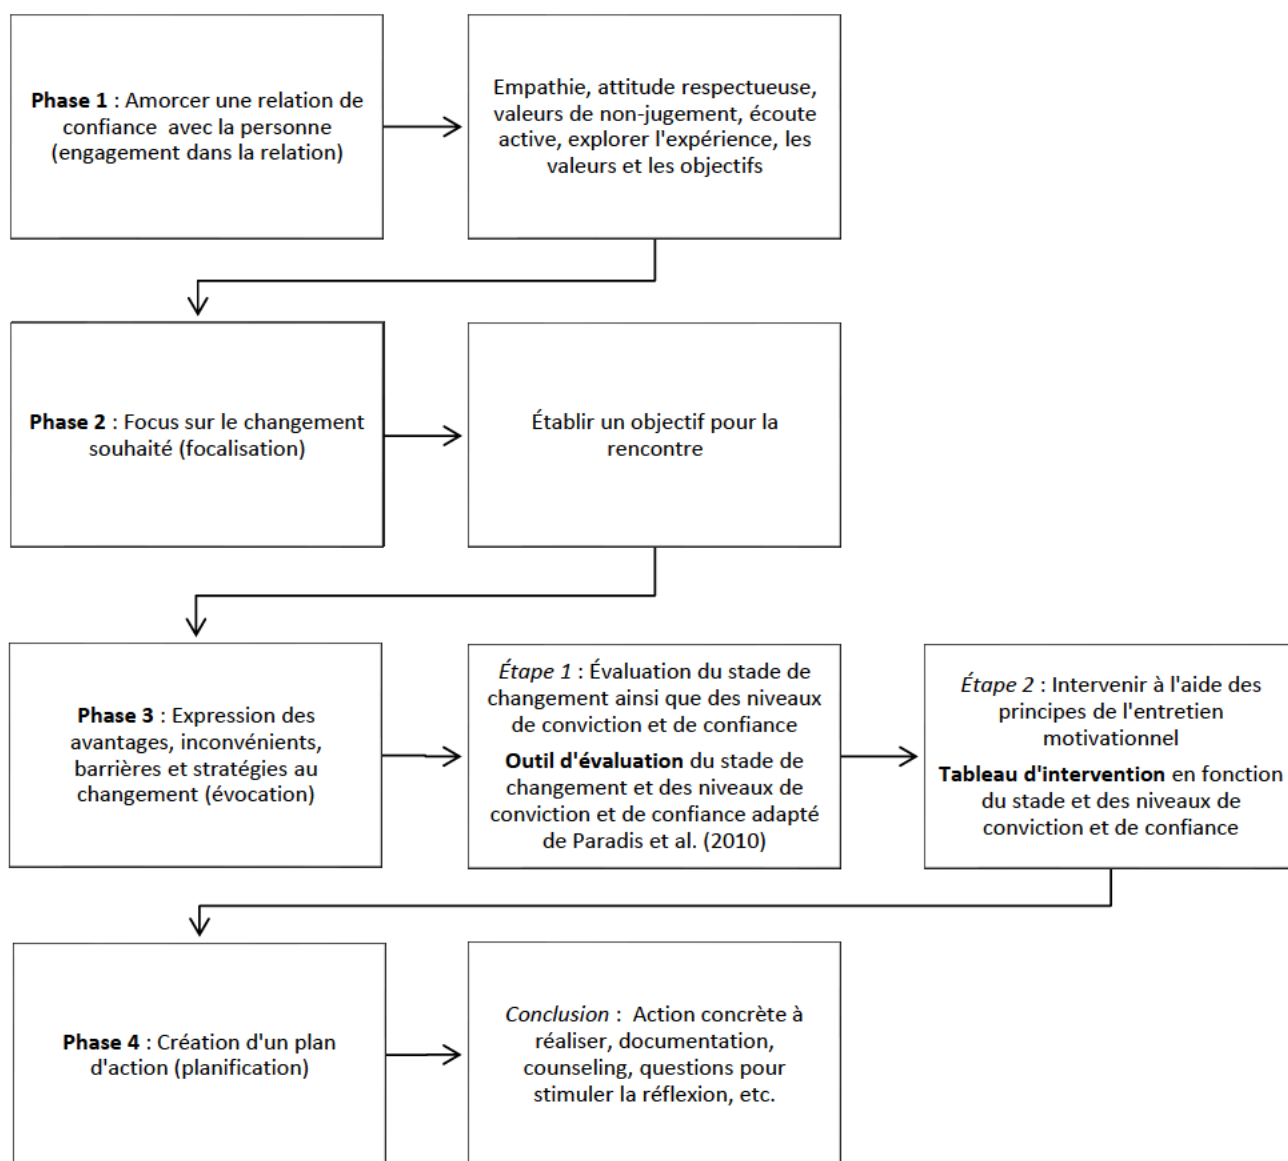 Phase 1 : Amorcer une relation de
confiance avec la personne
(engagement dans la relation)
Empathie, attitude respectueuse,
valeurs de non-jugement, écoute
active, explorer l'expérience, les
valeurs et les objectifs
Phase 2 : Focus sur le changement
souhaité (focalisation)
Établir un objectif pour la
rencontre
Phase 3 : Expression des
avantages, inconvénients,
barrières et stratégies au
changement (évocation)
Étape 1 : Évaluation du stade de
changement ainsi que des niveaux
de conviction et de confiance
Outil d'évaluation du stade de
changement et des niveaux de
conviction et de confiance adapté
de Paradis et al. (2010)
Étape 2 : Intervenir à l'aide des
principes de l'entretien
motivationnel
Tableau d'intervention en fonction
du stade et des niveaux de
conviction et de confiance
Phase 4 : Création d'un plan
d'action (planification)
Conclusion : Action concrète à
réaliser, documentation,
counseling, questions pour
stimuler la réflexion, etc.